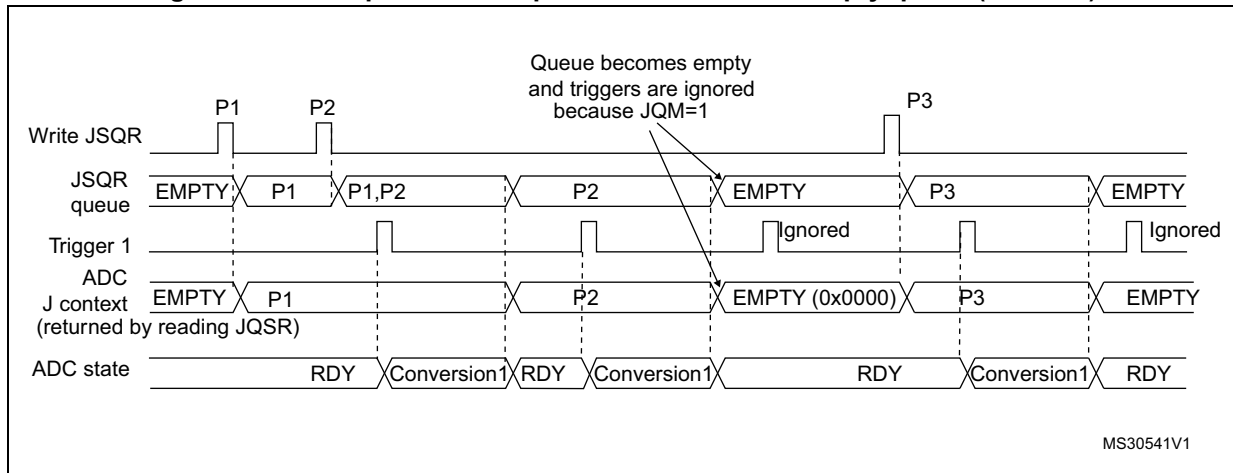 Queue becomes empty
and triggers are ignored
because JQM=1
P1 P2 P3
Write JSQR
JSQR
queue
EMPTY P1 P1,P2 P2 EMPTY P3 EMPTY
Trigger 1 Ignored Ignored
ADC
J context
(returned by reading JQSR)
EMPTY P1 P2 EMPTY (0x0000) P3 EMPTY
ADC state RDY Conversion1 RDY Conversion1 RDY Conversion1 RDY
MS30541V1